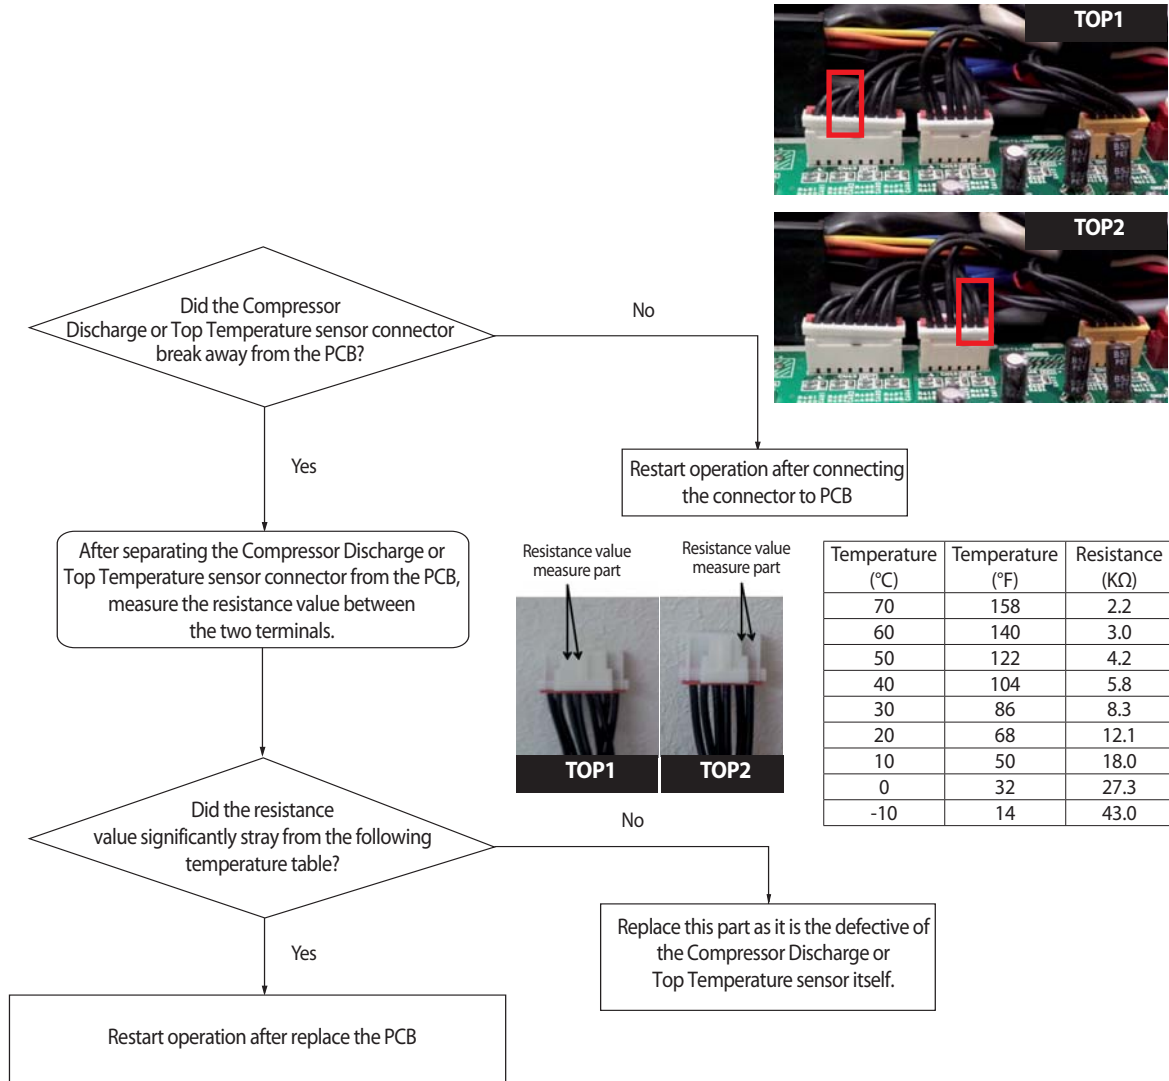 TOP1
TOP2
Did the Compressor
Discharge or Top Temperature sensor connector
break away from the PCB?
No
Yes
Restart operation after connecting
the connector to PCB
After separating the Compressor Discharge or
Top Temperature sensor connector from the PCB,
measure the resistance value between
the two terminals.
Resistance value
measure part
Resistance value
measure part
TOP1
TOP2
Temperature (°C) Temperature (°F) Resistance (KΩ)
70 158 2.2
60 140 3.0
50 122 4.2
40 104 5.8
30 86 8.3
20 68 12.1
10 50 18.0
0 32 27.3
-10 14 43.0
Did the resistance
value significantly stray from the following
temperature table?
No
Yes
Replace this part as it is the defective of
the Compressor Discharge or
Top Temperature sensor itself.
Restart operation after replace the PCB